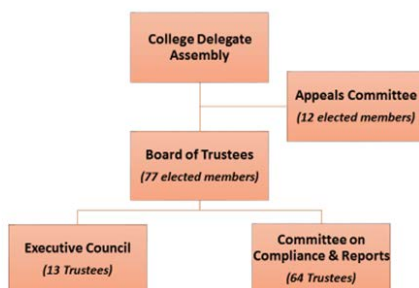 College Delegate
Assembly
Appeals Committee
(12 elected members)
Board of Trustees
(77 elected members)
Executive Council
(13 Trustees)
Committee on
Compliance & Reports
(64 Trustees)